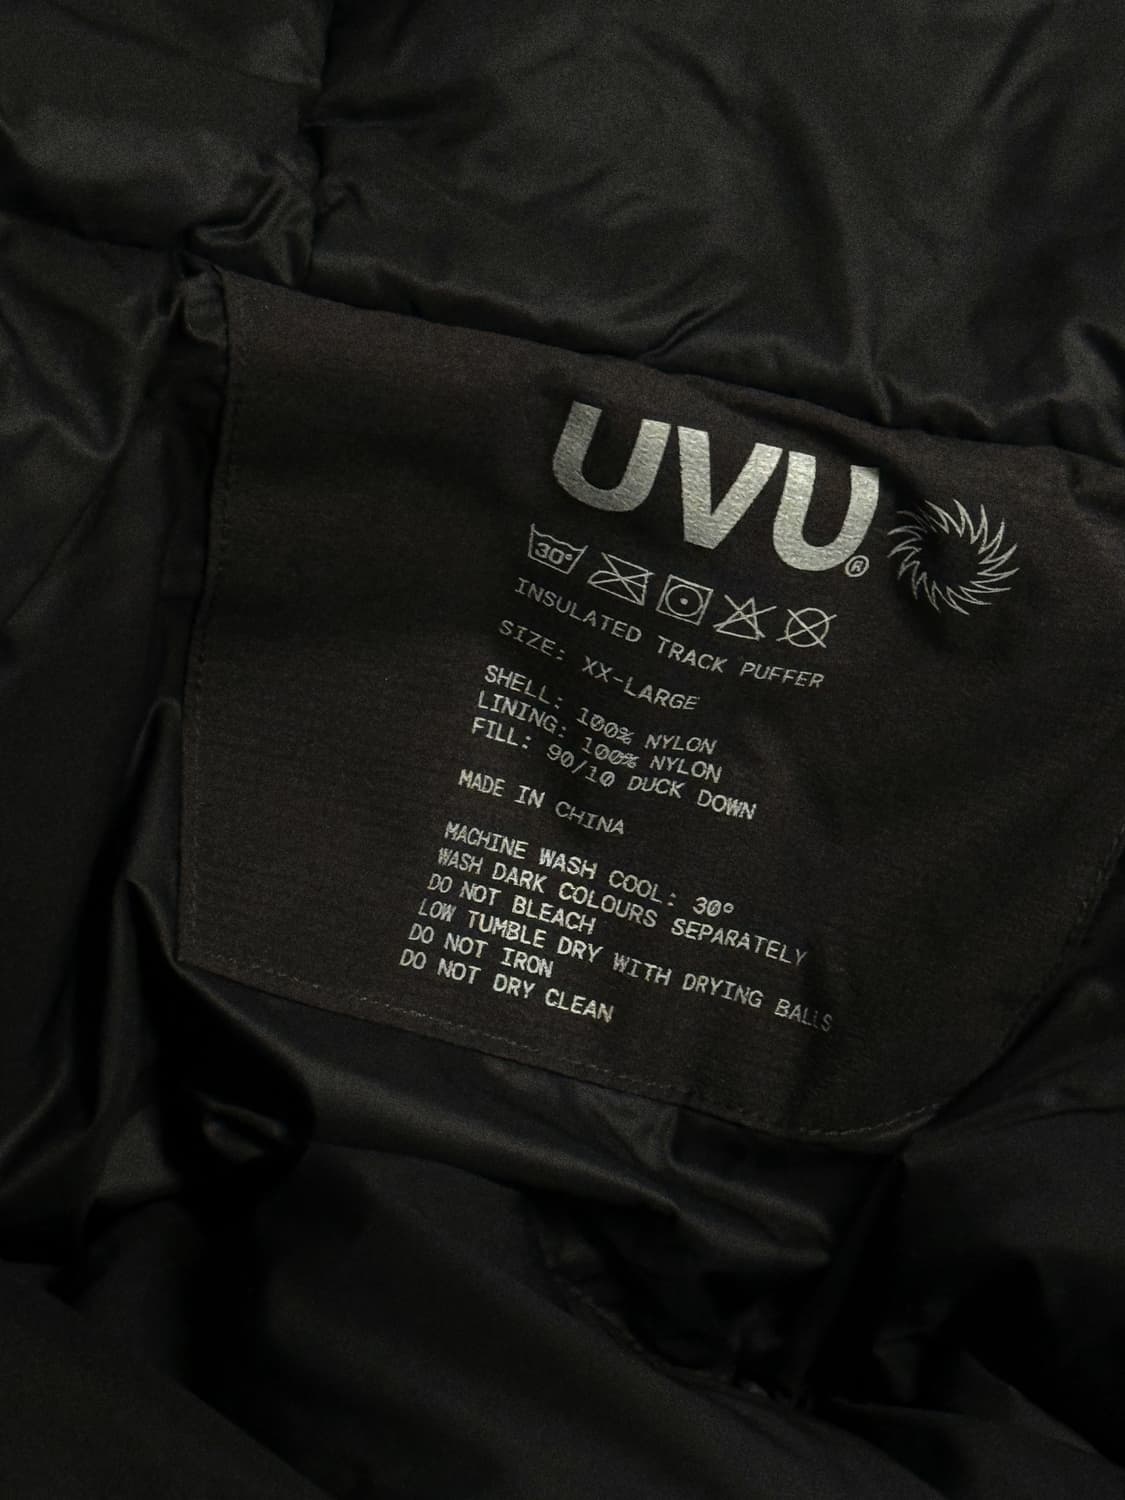 UVU®
30°
INSULATED TRACK PUFFER
SIZE: XX-LARGE
SHELL: 100% NYLON
LINING: 100% NYLON
FILL: 90/10 DUCK DOWN
MADE IN CHINA
MACHINE WASH COOL: 30°
WASH DARK COLOURS SEPARATELY
DO NOT BLEACH
LOW TUMBLE DRY WITH DRYING BALLS
DO NOT IRON
DO NOT DRY CLEAN